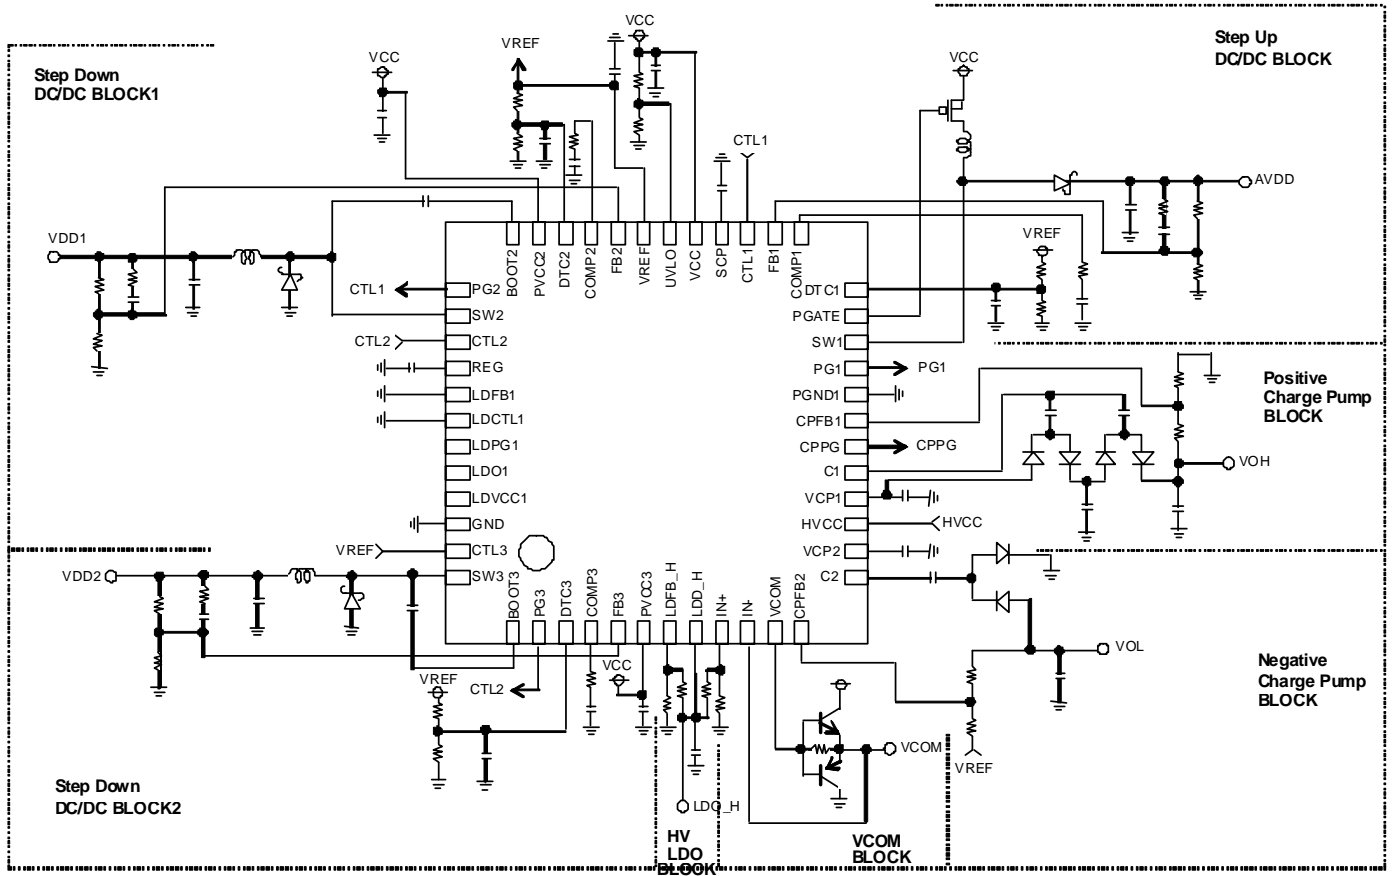 Step Down
DC/DC BLOCK1
VCC
VREF
VCC
CTL1
VCC
Step Up
DC/DC BLOCK
AVDD
VDD1
VREF
BOOT2
PVCC2
DTC2
COMP2
FB2
VREF
UVLO
VCC
SCP
CTL1
FB1
COMP1
CTL1
PG2
SW2
CTL2
CTL2
REG
LDFB1
LDCTL1
LDPG1
LDO1
LDVCC1
GND
VREF
CTL3
VDD2
SW3
DTC1
PGATE
SW1
PG1
PG1
PGND1
CPFB1
CPPG
CPPG
C1
VCP1
HVCC
HVCC
VCP2
C2
Positive
Charge Pump
BLOCK
VOH
BOOT3
PG3
DTC3
COMP3
FB3
PVCC3
LDFB_H
LDD_H
IN+
IN-
VCOM
CPFB2
VOL
Negative
Charge Pump
BLOCK
VREF
CTL2
VREF
VCC
VCOM
LDO_H
Step Down
DC/DC BLOCK2
HV
LDO
BLOCK
VCOM
BLOCK